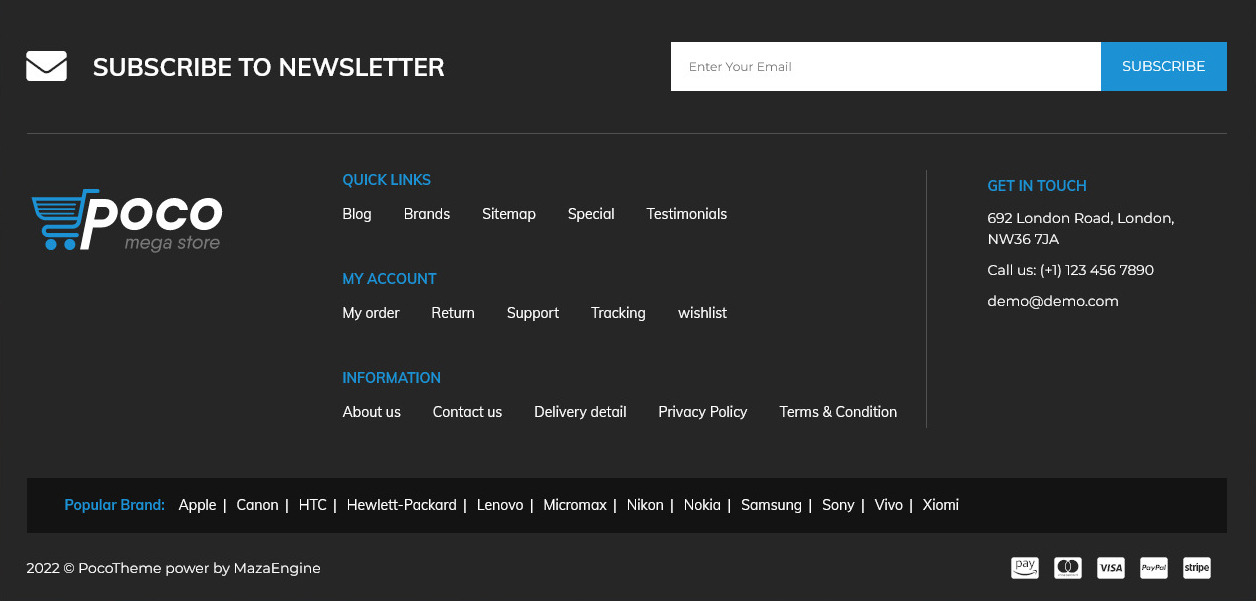 SUBSCRIBE TO NEWSLETTER
Enter Your Email
SUBSCRIBE
poco
mega store
QUICK LINKS
Blog Brands Sitemap Special Testimonials
MY ACCOUNT
My order Return Support Tracking wishlist
INFORMATION
About us Contact us Delivery detail Privacy Policy Terms & Condition
GET IN TOUCH
692 London Road, London,
NW36 7JA
Call us: (+1) 123 456 7890
demo@demo.com
Popular Brand: Apple | Canon | HTC | Hewlett-Packard | Lenovo | Micromax | Nikon | Nokia | Samsung | Sony | Vivo | Xiomi
2022 © PocoTheme power by MazaEngine
pay VISA PayPal stripe